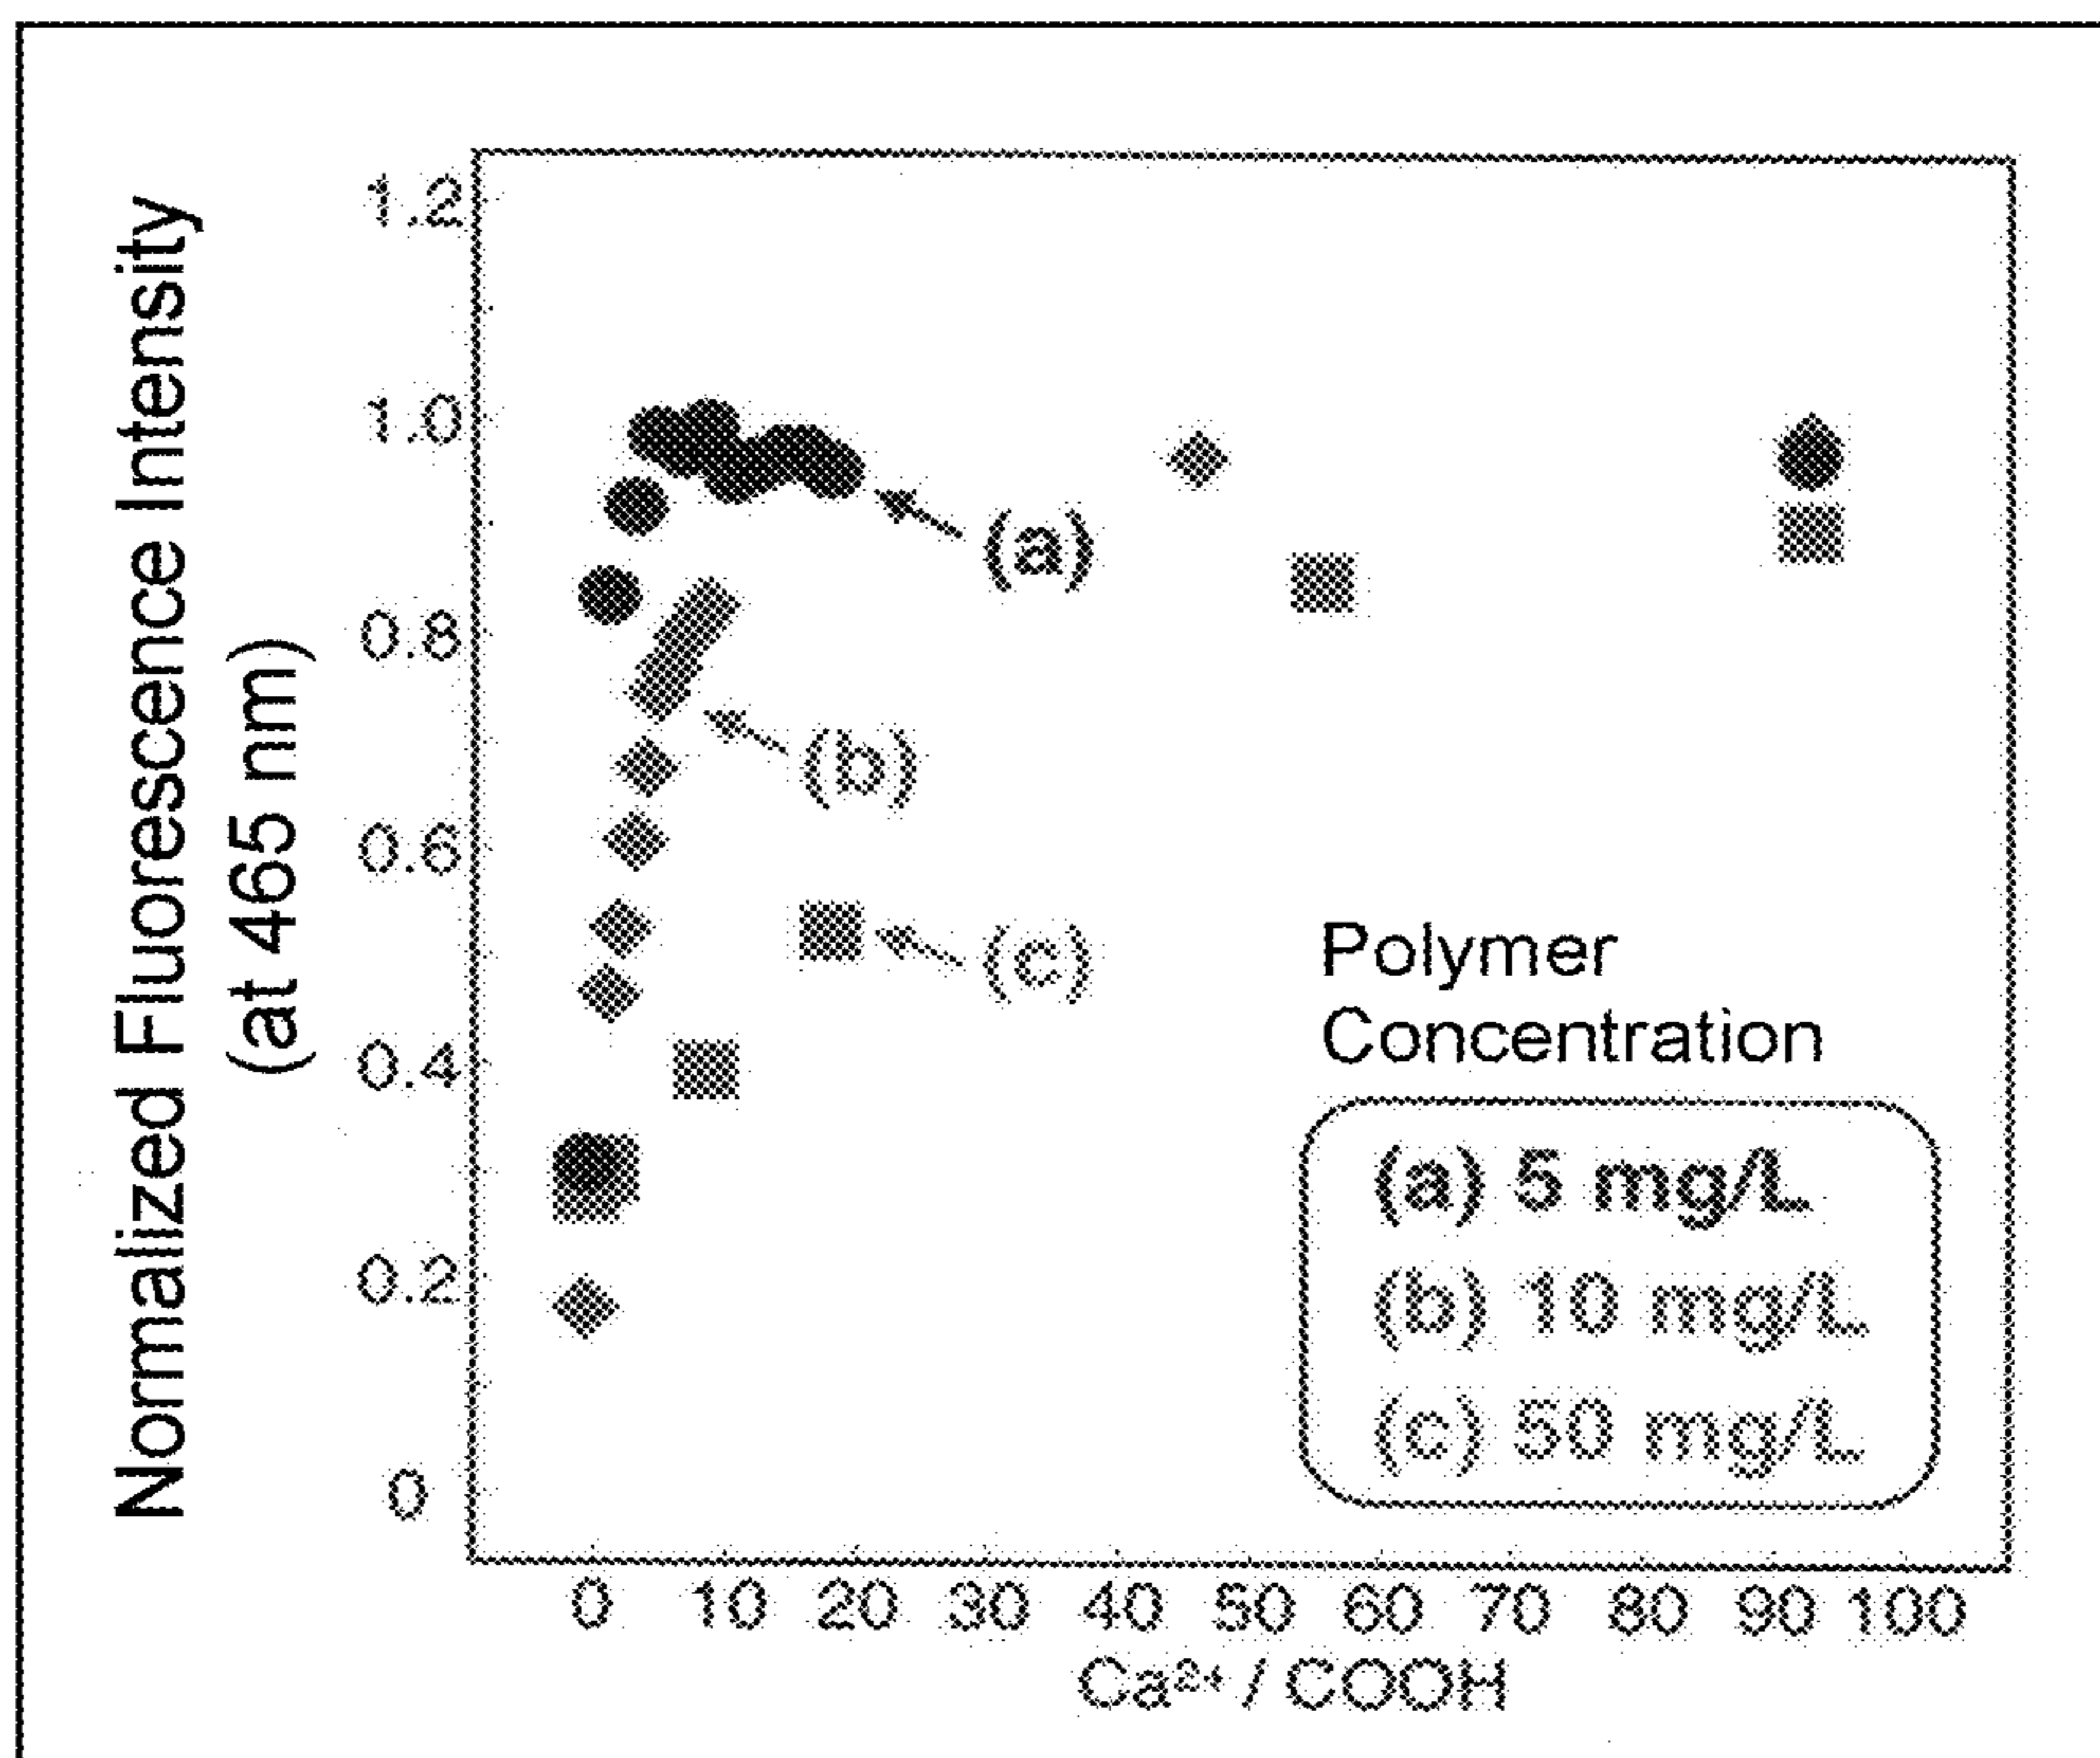 Normalized Fluorescence Intensity
(at 465 nm)
1.2
1.0
0.8
0.6
0.4
0.2
0
(a)
(b)
(c)
Polymer
Concentration
(a) 5 mg/L
(b) 10 mg/L
(c) 50 mg/L
0 10 20 30 40 50 60 70 80 90 100
Ca²⁺ / COOH